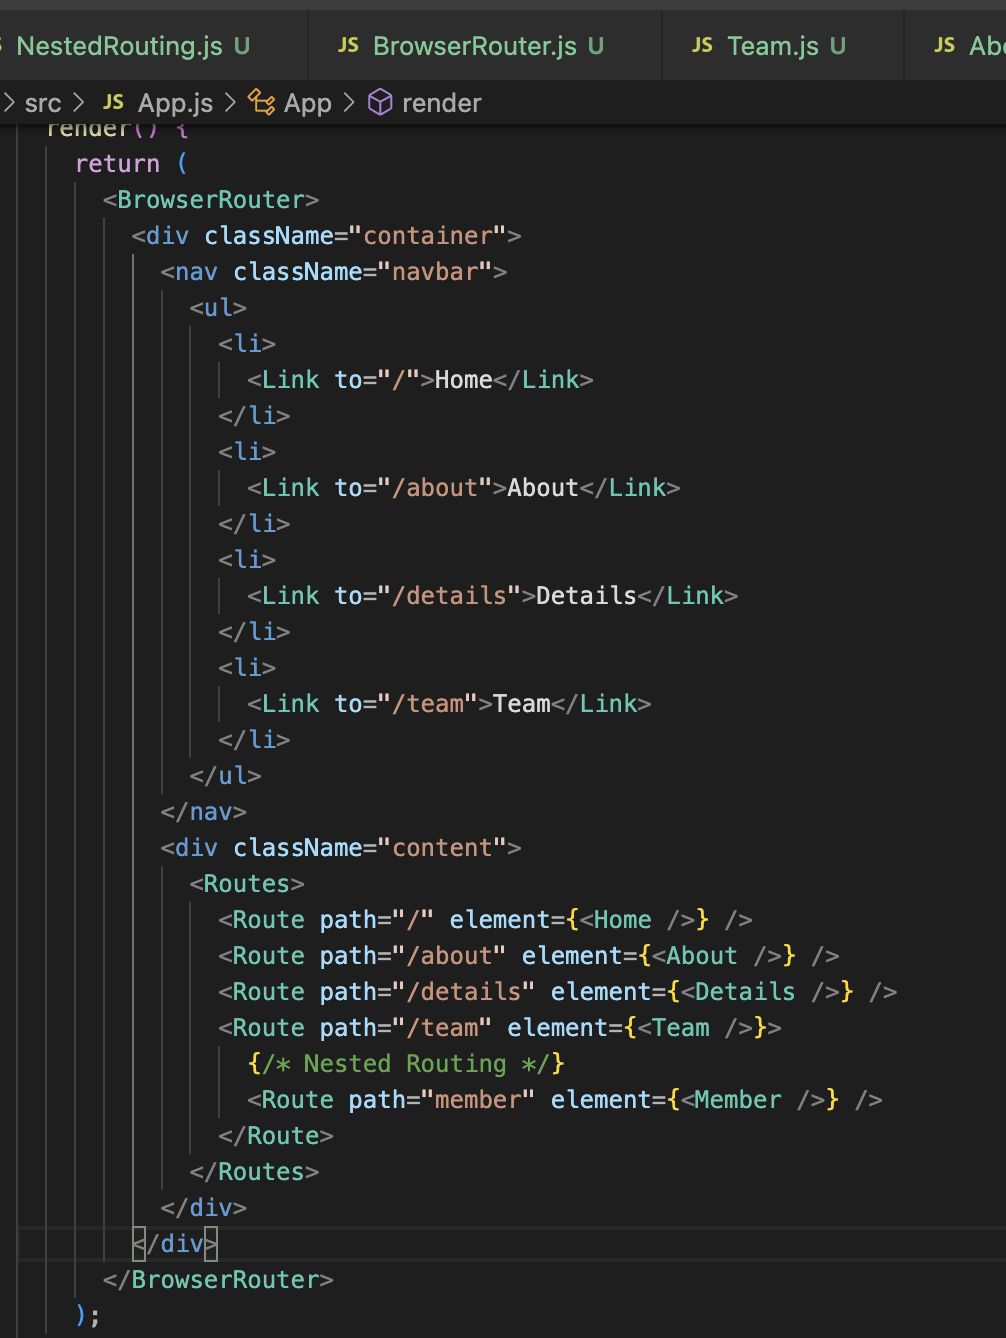 NestedRouting.js U JS BrowserRouter.js U JS Team.js U JS
> src > JS App.js > App > render
render() {
return (
<BrowserRouter>
<div className="container">
<nav className="navbar">
<ul>
<li>
<Link to="/">Home</Link>
</li>
<li>
<Link to="/about">About</Link>
</li>
<li>
<Link to="/details">Details</Link>
</li>
<li>
<Link to="/team">Team</Link>
</li>
</ul>
</nav>
<div className="content">
<Routes>
<Route path="/" element={<Home />} />
<Route path="/about" element={<About />} />
<Route path="/details" element={<Details />} />
<Route path="/team" element={<Team />}>
{/* Nested Routing */}
<Route path="member" element={<Member />} />
</Route>
</Routes>
</div>
</div>
</BrowserRouter>
);